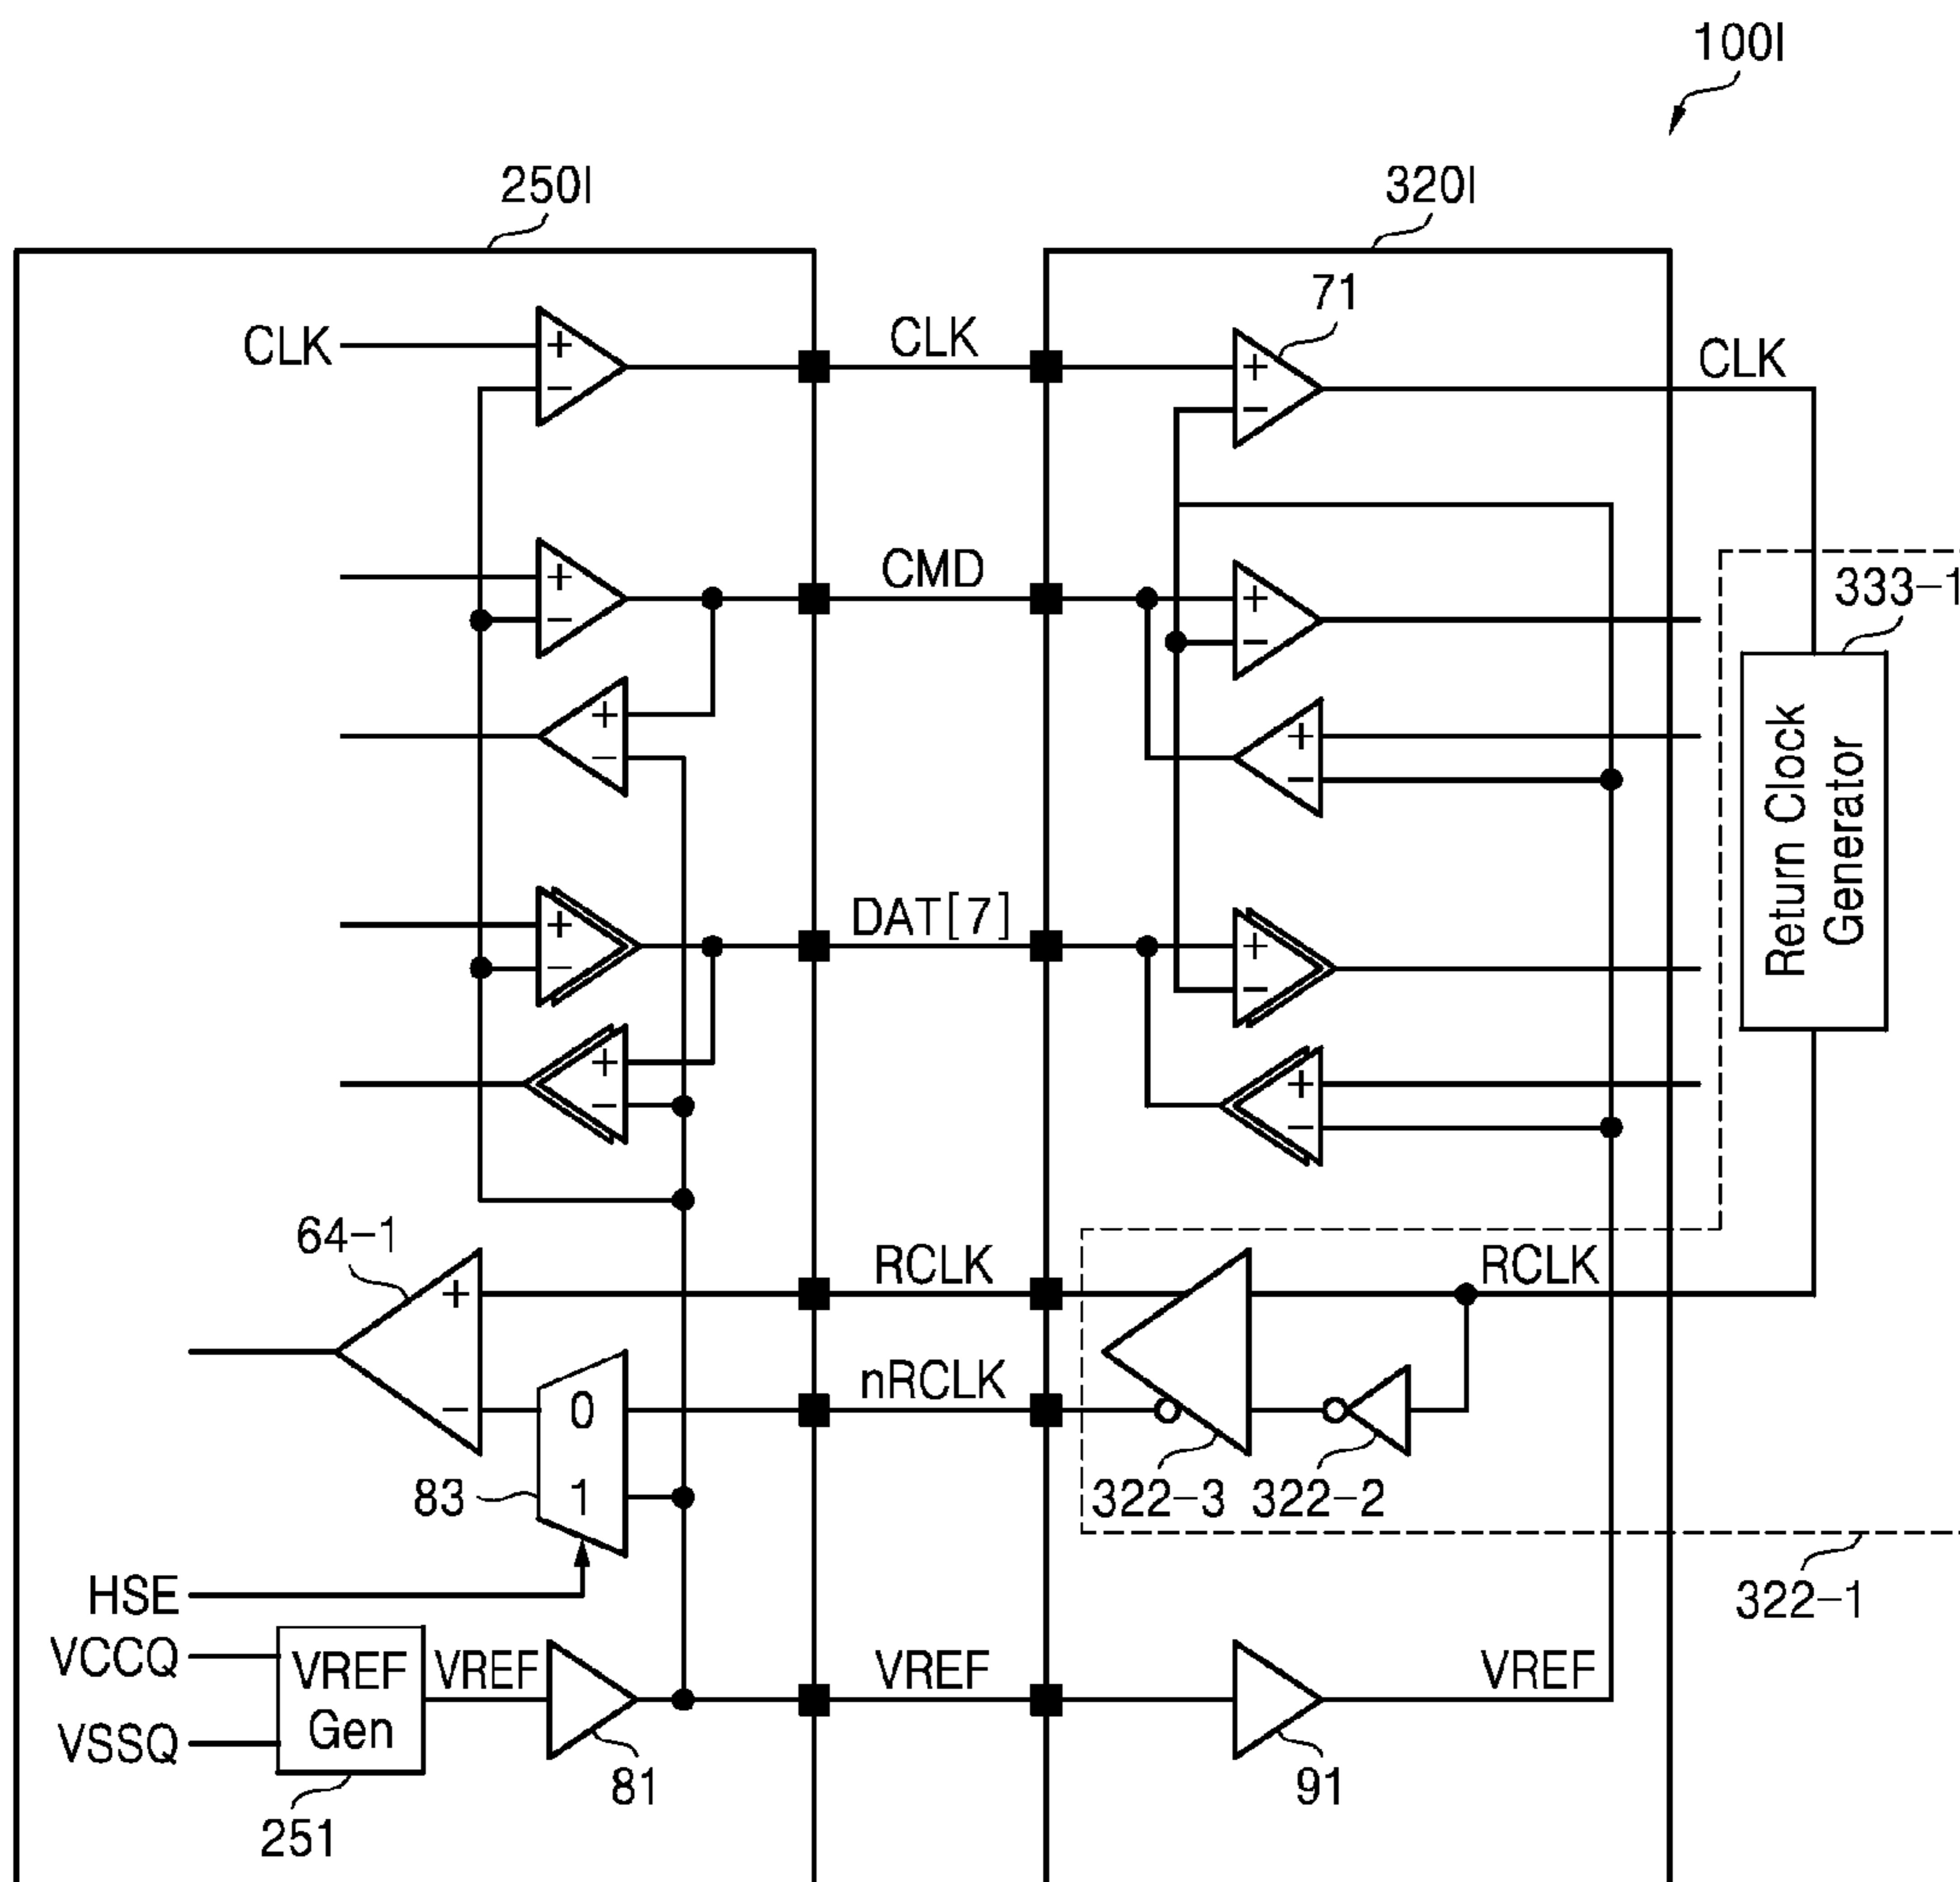 100I
250I
320I
71
CLK
+
−
CLK
+
−
CLK
+
−
CMD
+
−
333-1
+
−
+
−
Return Clock
Generator
+
−
DAT[7]
+
−
+
−
+
−
64-1
+
−
RCLK
RCLK
nRCLK
0
1
83
322-3
322-2
322-1
HSE
VCCQ
VSSQ
VREF
Gen
VREF
VREF
VREF
251
81
91